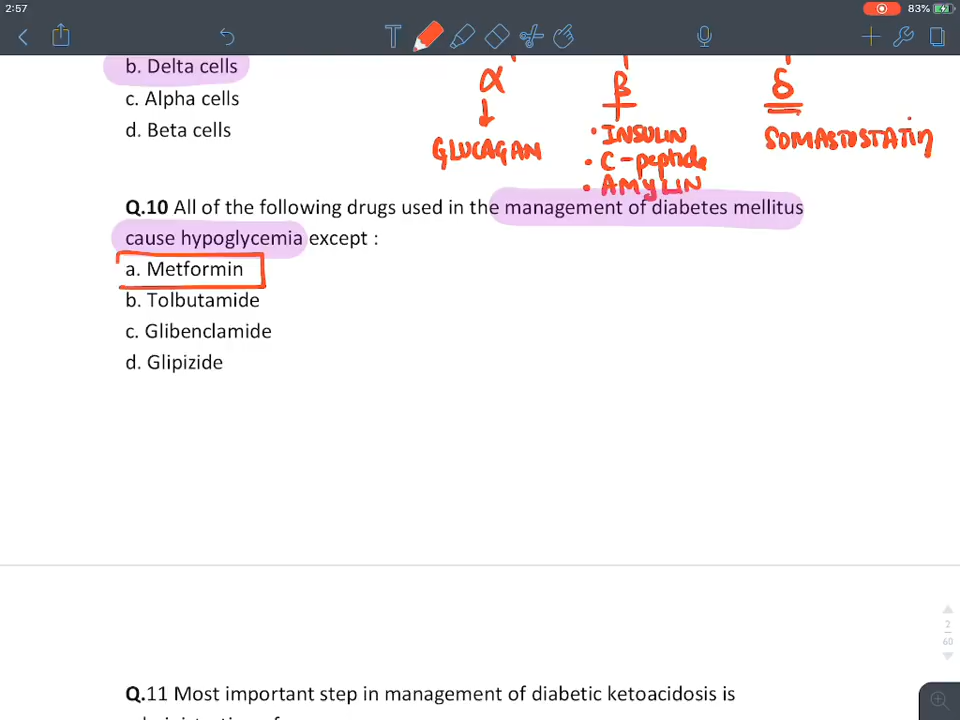 2:57
83%
T
b. Delta cells
c. Alpha cells
d. Beta cells
α
β
δ
GLUCAGAN
• INSULIN
• C-peptide
• AMYLIN
SOMASTOSTATIN
Q.10 All of the following drugs used in the management of diabetes mellitus
cause hypoglycemia except :
a. Metformin
b. Tolbutamide
c. Glibenclamide
d. Glipizide
2
60
Q.11 Most important step in management of diabetic ketoacidosis is